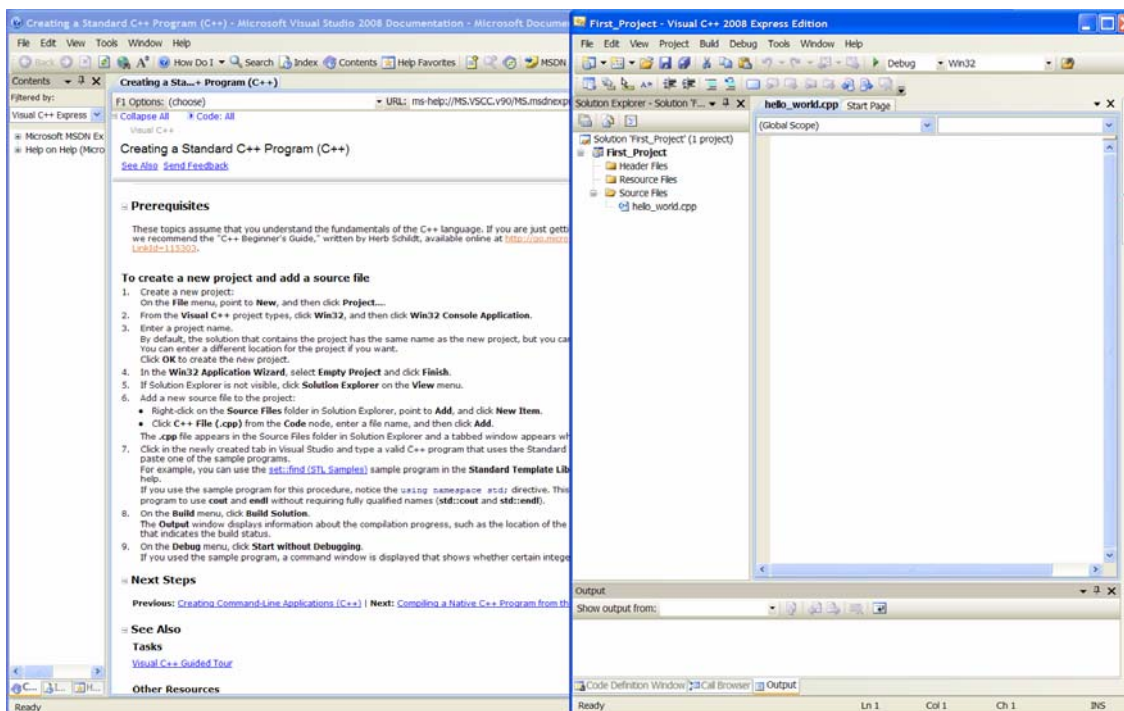 Creating a Standard C++ Program (C++) - Microsoft Visual Studio 2008 Documentation - Microsoft Docume
File Edit View Tools Window Help
Back How Do I Search Index Contents Help Favorites MSDN
Contents
Filtered by:
Visual C++ Express
Microsoft MSDN Ex
Help on Help (Micro
C... I... H...
Ready
Creating a Sta...+ Program (C++)
F1 Options: (choose) URL: ms-help://MS.VSCC.v90/MS.msdnexp
Collapse All Code: All
Visual C++
Creating a Standard C++ Program (C++)
See Also Send Feedback
Prerequisites
These topics assume that you understand the fundamentals of the C++ language. If you are just getti
we recommend the "C++ Beginner's Guide," written by Herb Schildt, available online at http://go.micro
LinkId=115303.
To create a new project and add a source file
1. Create a new project:
On the File menu, point to New, and then click Project....
2. From the Visual C++ project types, click Win32, and then click Win32 Console Application.
3. Enter a project name.
By default, the solution that contains the project has the same name as the new project, but you ca
You can enter a different location for the project if you want.
Click OK to create the new project.
4. In the Win32 Application Wizard, select Empty Project and click Finish.
5. If Solution Explorer is not visible, click Solution Explorer on the View menu.
6. Add a new source file to the project:
• Right-click on the Source Files folder in Solution Explorer, point to Add, and click New Item.
• Click C++ File (.cpp) from the Code node, enter a file name, and then click Add.
The .cpp file appears in the Source Files folder in Solution Explorer and a tabbed window appears wh
7. Click in the newly created tab in Visual Studio and type a valid C++ program that uses the Standard
paste one of the sample programs.
For example, you can use the set::find (STL Samples) sample program in the Standard Template Lib
help.
If you use the sample program for this procedure, notice the using namespace std; directive. This
program to use cout and endl without requiring fully qualified names (std::cout and std::endl).
8. On the Build menu, click Build Solution.
The Output window displays information about the compilation progress, such as the location of the
that indicates the build status.
9. On the Debug menu, click Start without Debugging.
If you used the sample program, a command window is displayed that shows whether certain intege
Next Steps
Previous: Creating Command-Line Applications (C++) | Next: Compiling a Native C++ Program from th
See Also
Tasks
Visual C++ Guided Tour
Other Resources
First_Project - Visual C++ 2008 Express Edition
File Edit View Project Build Debug Tools Window Help
Debug Win32
Solution Explorer - Solution 'F...
Solution 'First_Project' (1 project)
First_Project
Header Files
Resource Files
Source Files
hello_world.cpp
hello_world.cpp Start Page
(Global Scope)
Output
Show output from:
Code Definition Window Call Browser Output
Ready Ln 1 Col 1 Ch 1 INS